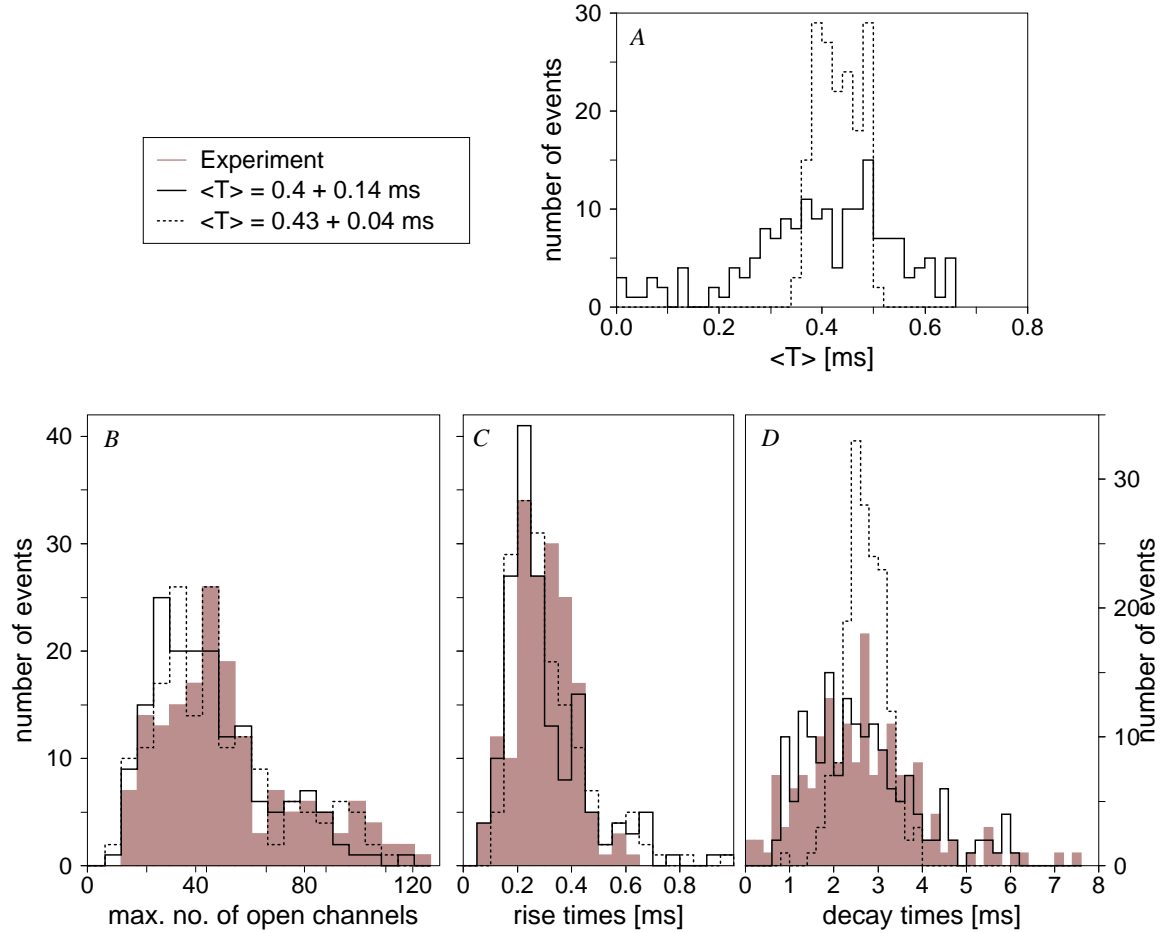 A
30
20
10
0
number of events
0.0 0.2 0.4 0.6 0.8
<T> [ms]
Experiment
<T> = 0.4 + 0.14 ms
<T> = 0.43 + 0.04 ms
B
40
30
20
10
0
number of events
0 40 80 120
max. no. of open channels
C
0 0.2 0.4 0.6 0.8
rise times [ms]
D
30
20
10
0
number of events
0 1 2 3 4 5 6 7 8
decay times [ms]